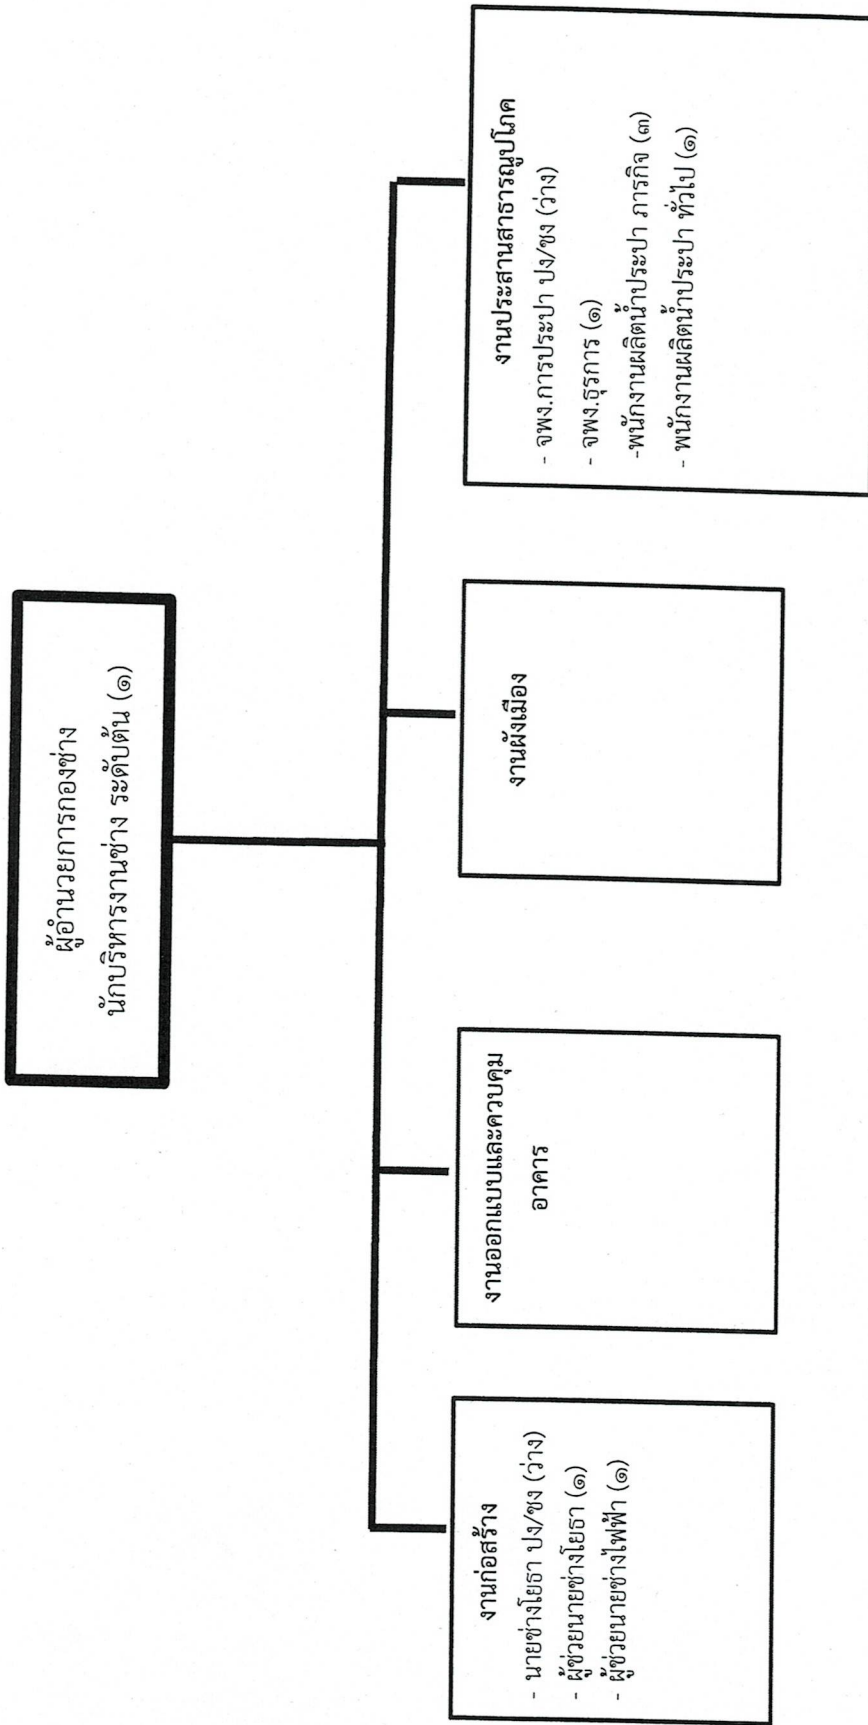 ผู้อำนวยการกองช่าง
นักบริหารงานช่าง ระดับต้น (๑)
งานก่อสร้าง
- นายช่างโยธา ปง/ชง (ว่าง)
- ผู้ช่วยนายช่างโยธา (๑)
- ผู้ช่วยนายช่างไฟฟ้า (๑)
งานออกแบบและควบคุม
อาคาร
งานผังเมือง
งานประสานสาธารณูปโภค
- จพง.การประปา ปง/ชง (ว่าง)
- จพง.ธุรการ (๑)
-พนักงานผลิตน้ำประปา ภารกิจ (๓)
- พนักงานผลิตน้ำประปา ทั่วไป (๑)